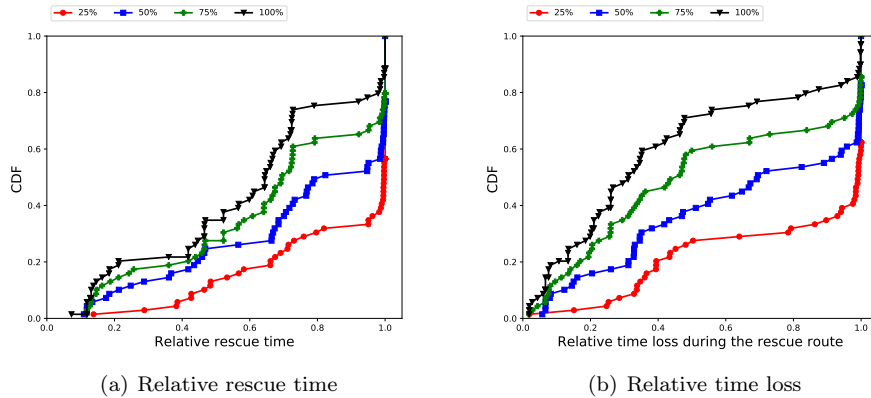 25% 50% 75% 100%
1.0
0.8
0.6
0.4
0.2
0.0
CDF
0.0 0.2 0.4 0.6 0.8 1.0
Relative rescue time
(a) Relative rescue time
25% 50% 75% 100%
1.0
0.8
0.6
0.4
0.2
0.0
CDF
0.0 0.2 0.4 0.6 0.8 1.0
Relative time loss during the rescue route
(b) Relative time loss